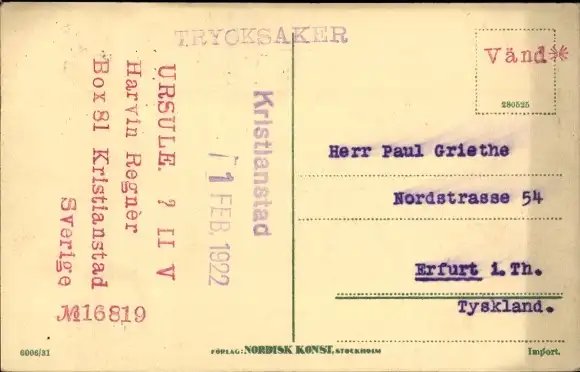 TRYCKSAKER
URSULE. ? II V
Harvin Regnèr
Box 81 Kristianstad
Sverige
№16819
Kristianstad
1 FEB. 1922
Vänd*
280525
Herr Paul Griethe
Nordstrasse 54
Erfurt i. Th.
Tyskland.
6006/31
FÖRLAG: NORDISK KONST, STOCKHOLM
Import.